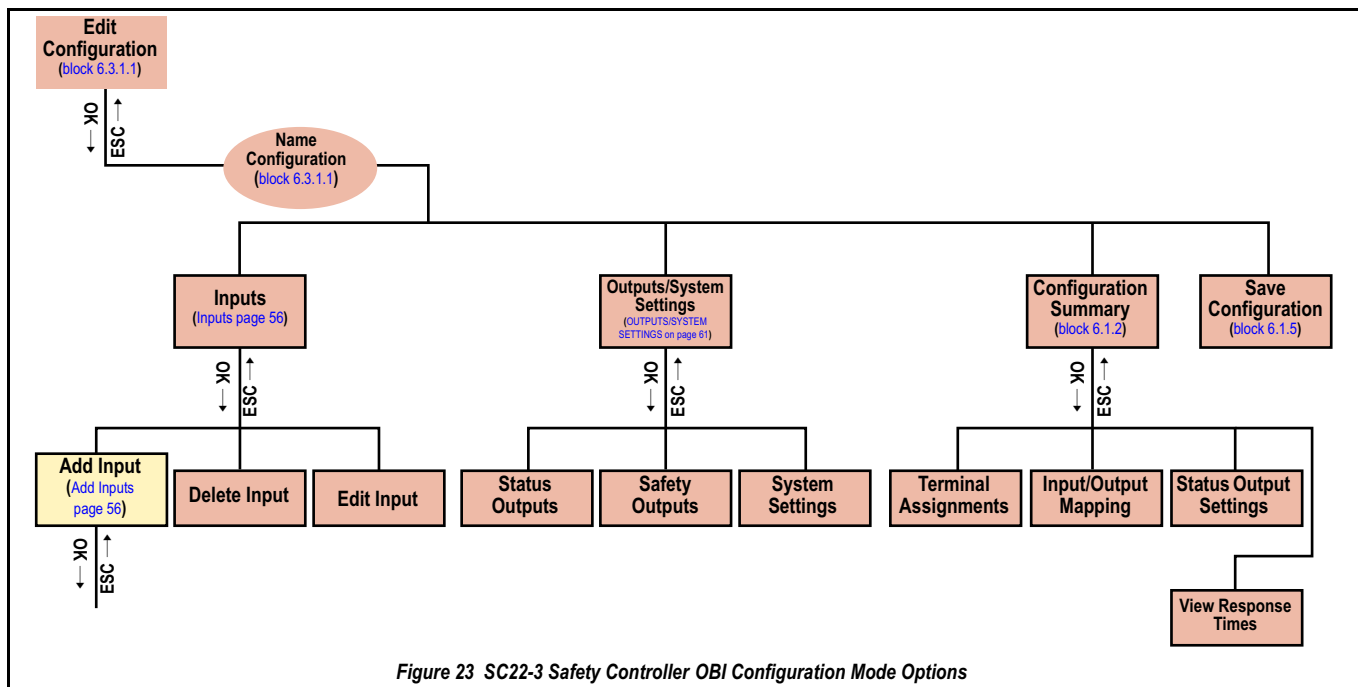 Edit
Configuration
(block 6.3.1.1)
OK →
ESC →
Name
Configuration
(block 6.3.1.1)
Inputs
(Inputs page 56)
OK →
ESC →
Outputs/System
Settings
(OUTPUTS/SYSTEM
SETTINGS on page 61)
OK →
ESC →
Configuration
Summary
(block 6.1.2)
OK →
ESC →
Save
Configuration
(block 6.1.5)
Add Input
(Add Inputs
page 56)
OK →
ESC →
Delete Input
Edit Input
Status
Outputs
Safety
Outputs
System
Settings
Terminal
Assignments
Input/Output
Mapping
Status Output
Settings
View Response
Times
Figure 23 SC22-3 Safety Controller OBI Configuration Mode Options